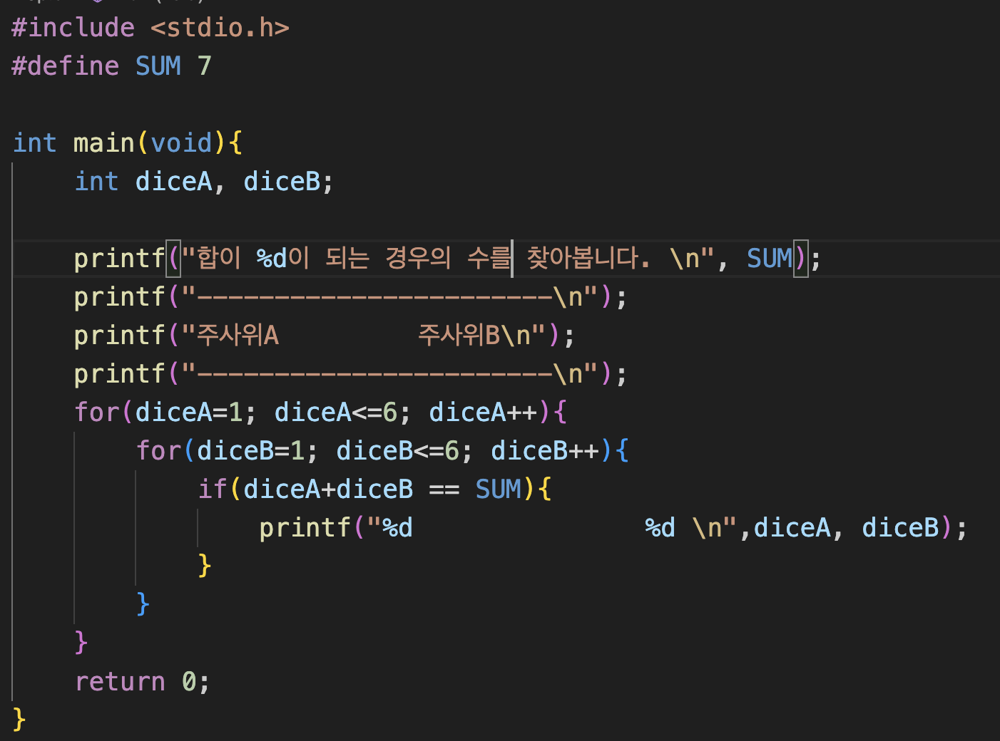 #include <stdio.h>
#define SUM 7
int main(void){
    int diceA, diceB;
    printf("합이 %d이 되는 경우의 수를 찾아봅니다. \n", SUM);
    printf("-----------------------\n");
    printf("주사위A         주사위B\n");
    printf("-----------------------\n");
    for(diceA=1; diceA<=6; diceA++){
        for(diceB=1; diceB<=6; diceB++){
            if(diceA+diceB == SUM){
                printf("%d               %d \n",diceA, diceB);
            }
        }
    }
    return 0;
}